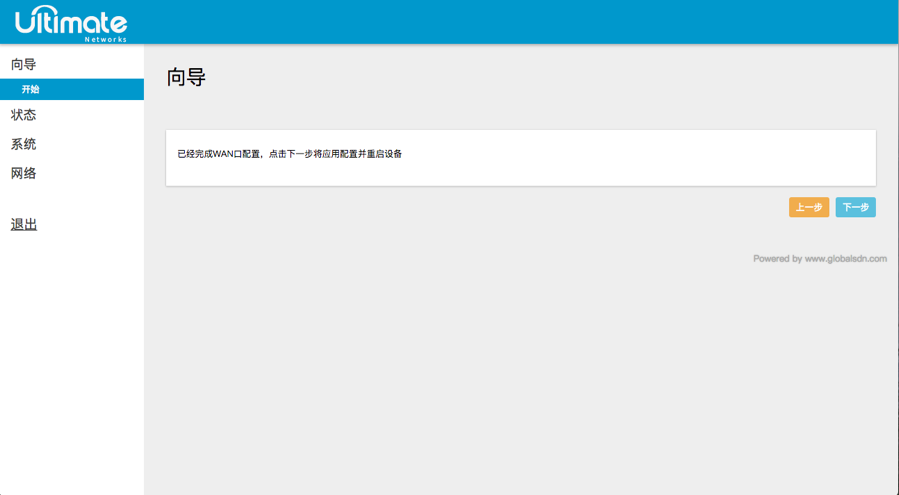 Ultimate
Networks
向导
开始
状态
系统
网络
退出
向导
已经完成WAN口配置，点击下一步将应用配置并重启设备
上一步
下一步
Powered by www.globalsdn.com